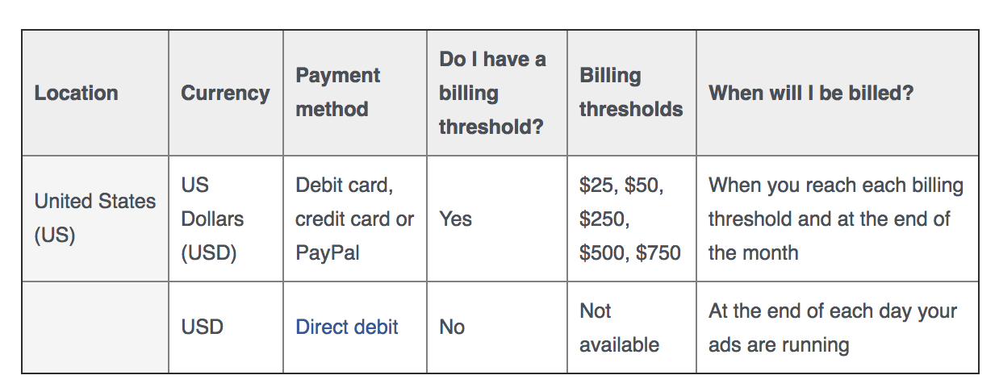 Location
Currency
Payment
method
Do I have a
billing
threshold?
Billing
thresholds
When will I be billed?
United States
(US)
US
Dollars
(USD)
Debit card,
credit card or
PayPal
Yes
$25, $50,
$250,
$500, $750
When you reach each billing
threshold and at the end of
the month
USD
Direct debit
No
Not
available
At the end of each day your
ads are running